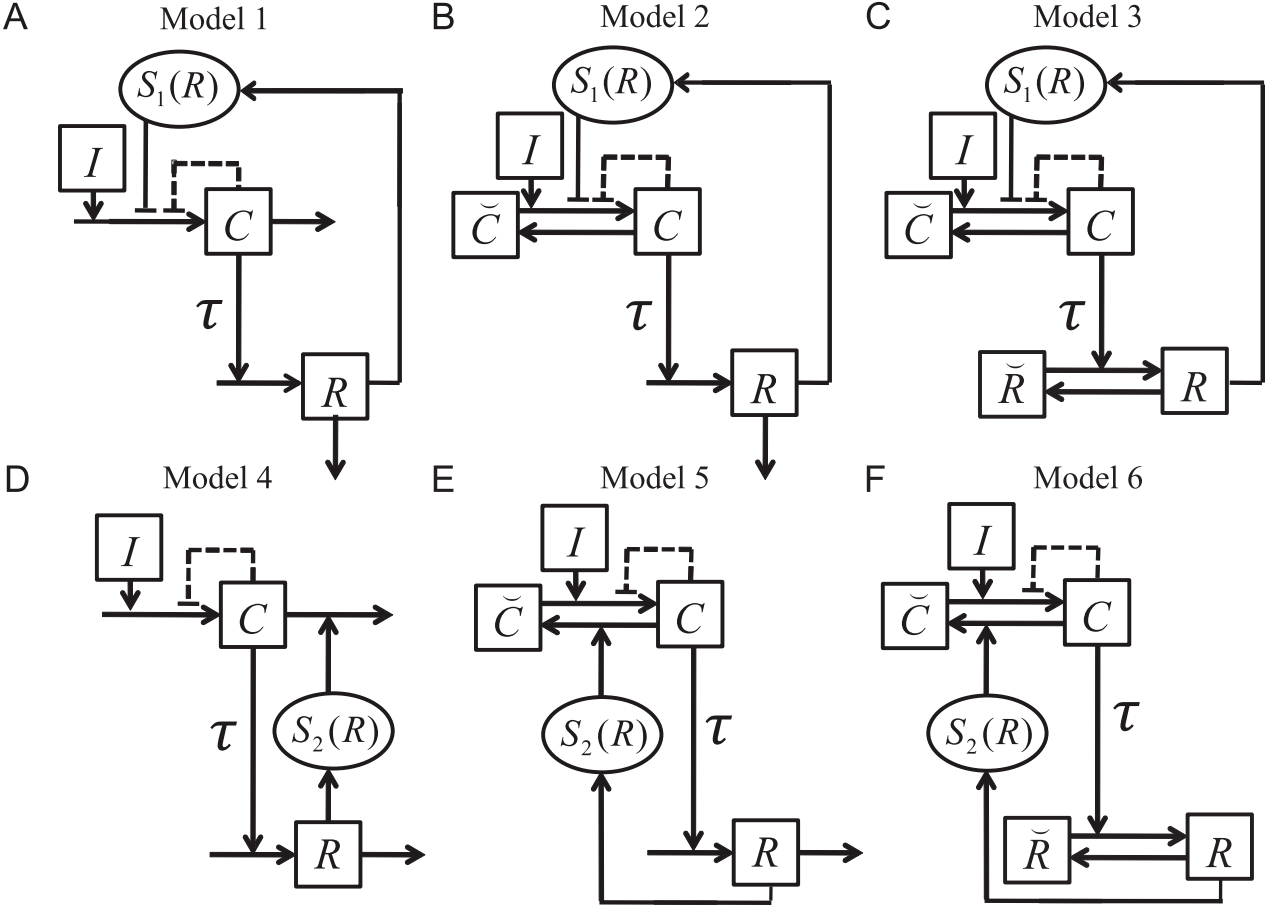 A Model 1
S₁(R)
I
C
τ
R
B Model 2
S₁(R)
I
C̆ C
τ
R
C Model 3
S₁(R)
I
C̆ C
τ
R̆ R
D Model 4
I
C
τ S₂(R)
R
E Model 5
I
C̆ C
S₂(R) τ
R
F Model 6
I
C̆ C
S₂(R) τ
R̆ R